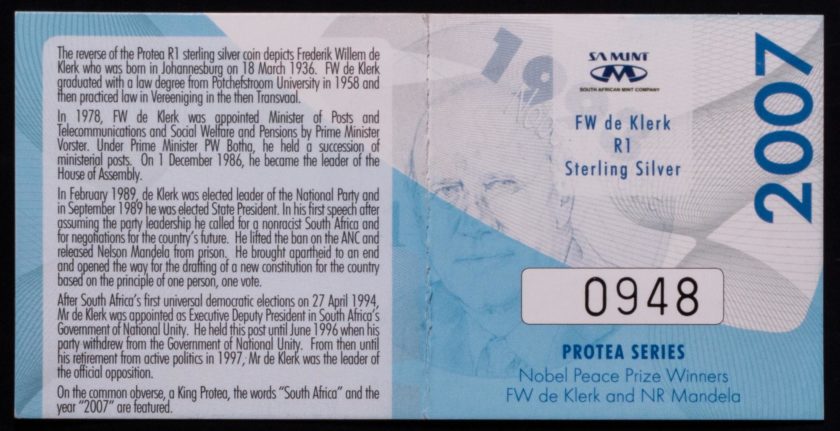 The reverse of the Protea R1 sterling silver coin depicts Frederik Willem de
Klerk who was born in Johannesburg on 18 March 1936. FW de Klerk
graduated with a law degree from Potchefstroom University in 1958 and
then practiced law in Vereeniging in the then Transvaal.
In 1978, FW de Klerk was appointed Minister of Posts and
Telecommunications and Social Welfare and Pensions by Prime Minister
Vorster. Under Prime Minister PW Botha, he held a succession of
ministerial posts. On 1 December 1986, he became the leader of the
House of Assembly.
In February 1989, de Klerk was elected leader of the National Party and
in September 1989 he was elected State President. In his first speech after
assuming the party leadership he called for a nonracist South Africa and
for negotiations for the country's future. He lifted the ban on the ANC and
released Nelson Mandela from prison. He brought apartheid to an end
and opened the way for the drafting of a new constitution for the country
based on the principle of one person, one vote.
After South Africa's first universal democratic elections on 27 April 1994,
Mr de Klerk was appointed as Executive Deputy President in South Africa's
Government of National Unity. He held this post until June 1996 when his
party withdrew from the Government of National Unity. From then until
his retirement from active politics in 1997, Mr de Klerk was the leader of
the official opposition.
On the common obverse, a King Protea, the words "South Africa" and the
year "2007" are featured.
SA MINT
SOUTH AFRICAN MINT COMPANY
FW de Klerk
R1
Sterling Silver
2007
0948
PROTEA SERIES
Nobel Peace Prize Winners
FW de Klerk and NR Mandela